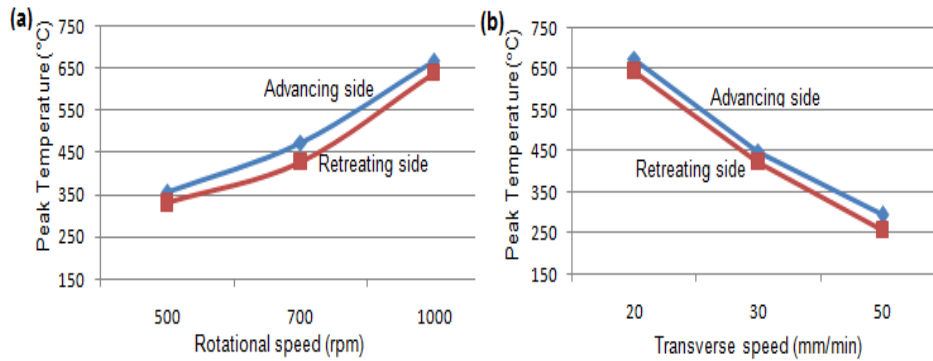 (a)
Peak Temperature (°C)
750
650
550
450
350
250
150
Advancing side
Retreating side
500 700 1000
Rotational speed (rpm)
(b)
Peak Temperature (°C)
750
650
550
450
350
250
150
Advancing side
Retreating side
20 30 50
Transverse speed (mm/min)